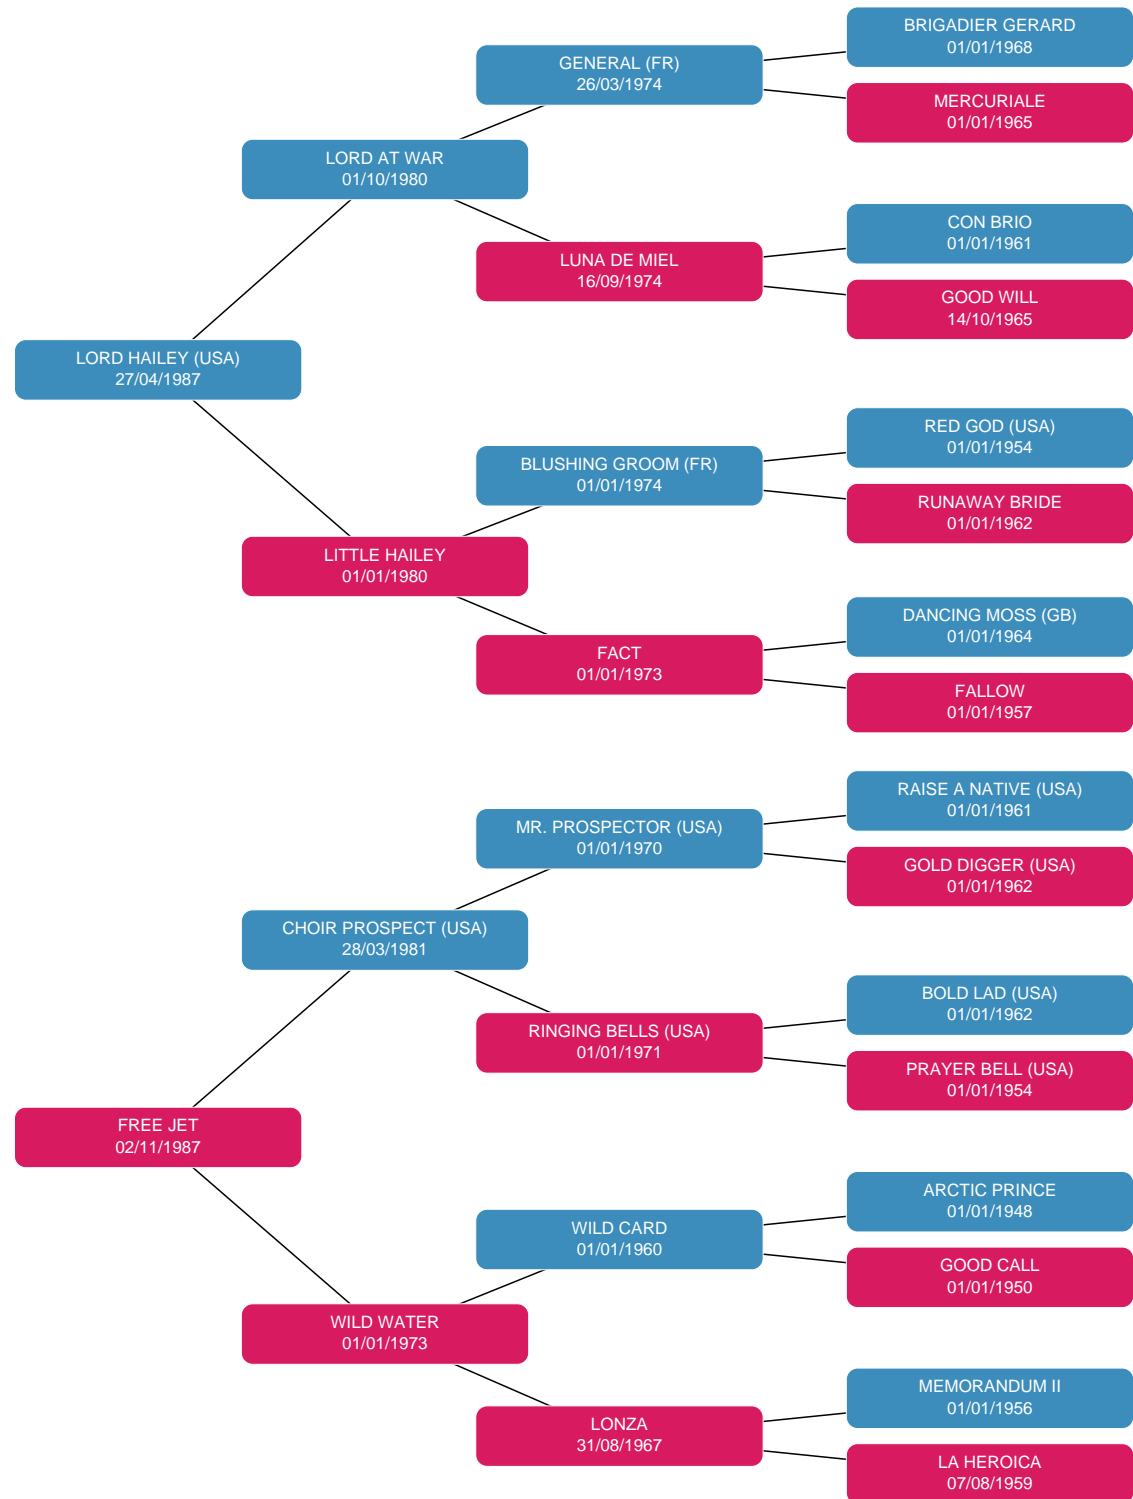 BRIGADIER GERARD
01/01/1968
GENERAL (FR)
26/03/1974
MERCURIALE
01/01/1965
LORD AT WAR
01/10/1980
CON BRIO
01/01/1961
LUNA DE MIEL
16/09/1974
GOOD WILL
14/10/1965
LORD HAILEY (USA)
27/04/1987
RED GOD (USA)
01/01/1954
BLUSHING GROOM (FR)
01/01/1974
RUNAWAY BRIDE
01/01/1962
LITTLE HAILEY
01/01/1980
DANCING MOSS (GB)
01/01/1964
FACT
01/01/1973
FALLOW
01/01/1957
RAISE A NATIVE (USA)
01/01/1961
MR. PROSPECTOR (USA)
01/01/1970
GOLD DIGGER (USA)
01/01/1962
CHOIR PROSPECT (USA)
28/03/1981
BOLD LAD (USA)
01/01/1962
RINGING BELLS (USA)
01/01/1971
PRAYER BELL (USA)
01/01/1954
FREE JET
02/11/1987
ARCTIC PRINCE
01/01/1948
WILD CARD
01/01/1960
GOOD CALL
01/01/1950
WILD WATER
01/01/1973
MEMORANDUM II
01/01/1956
LONZA
31/08/1967
LA HEROICA
07/08/1959